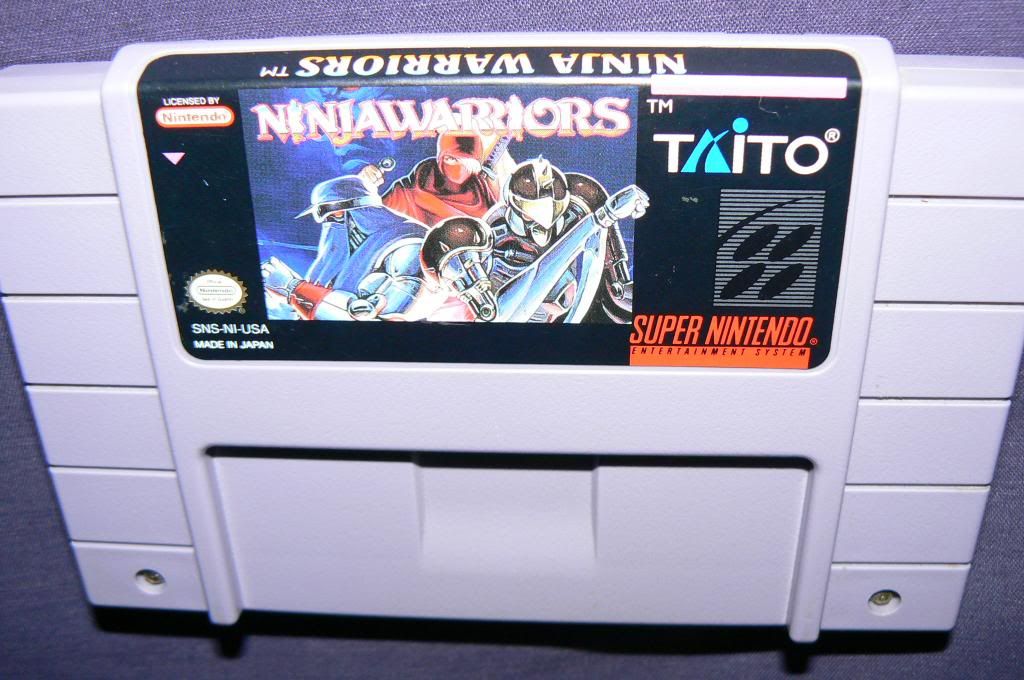 NINJA WARRIORS TM
LICENSED BY
Nintendo
NINJAWARRIORS
TM
TAITO®
Nintendo
SNS-NI-USA
MADE IN JAPAN
SUPER NINTENDO®
ENTERTAINMENT SYSTEM